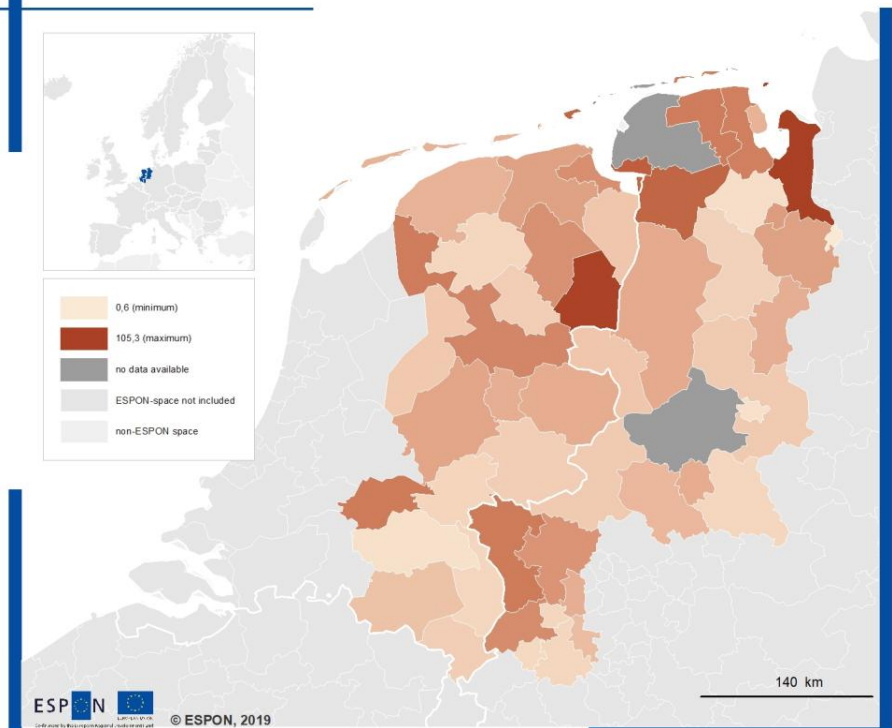 0,6 (minimum)
105,3 (maximum)
no data available
ESPON-space not included
non-ESPON space
140 km
ESPON
© ESPON, 2019